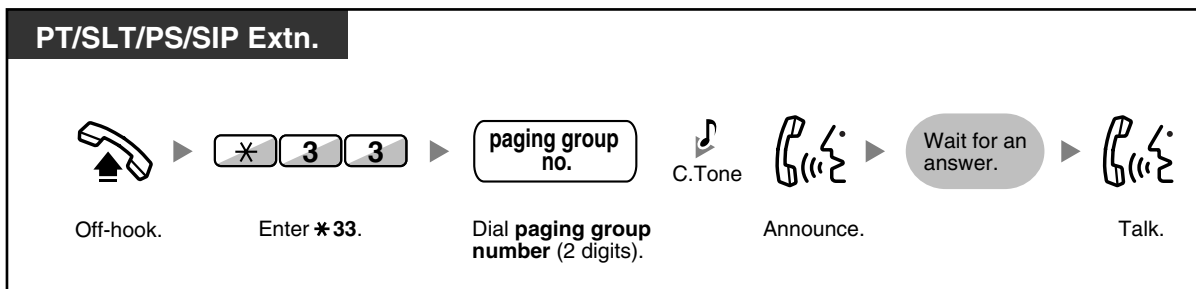 PT/SLT/PS/SIP Extn.
* 3 3
paging group
no.
C.Tone
Wait for an
answer.
Off-hook.
Enter *33.
Dial paging group
number (2 digits).
Announce.
Talk.